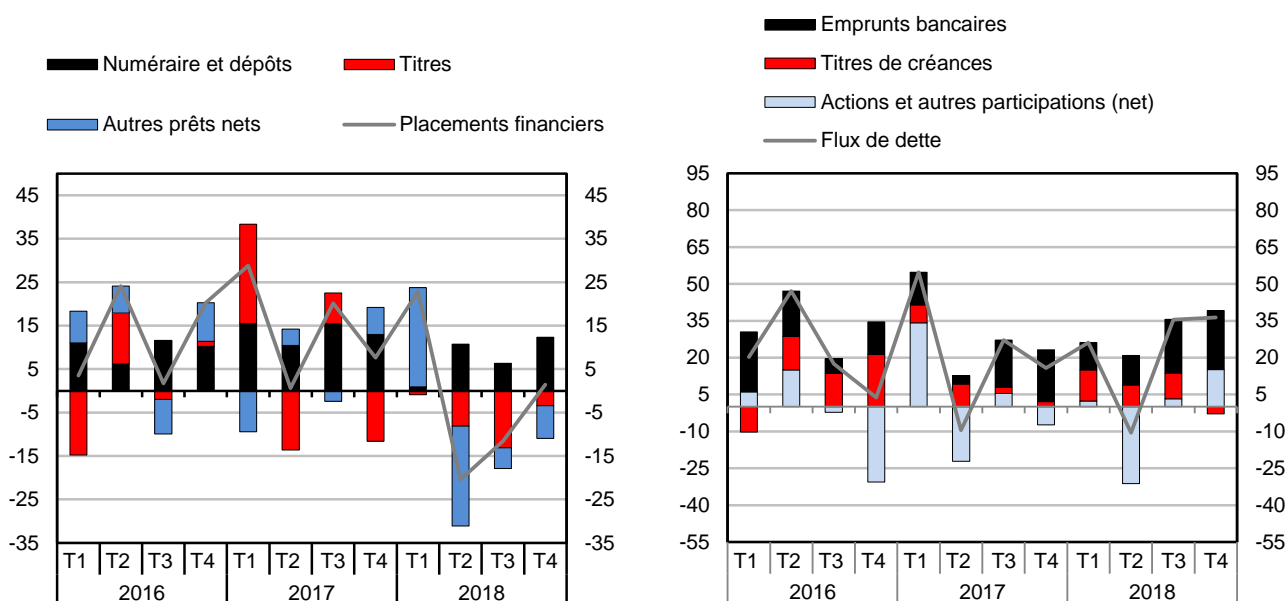 Numéraire et dépôts
Titres
Autres prêts nets
Placements financiers
45 45
35 35
25 25
15 15
5 5
-5 -5
-15 -15
-25 -25
-35 -35
T1 T2 T3 T4 T1 T2 T3 T4 T1 T2 T3 T4
2016 2017 2018
Emprunts bancaires
Titres de créances
Actions et autres participations (net)
Flux de dette
95 95
80 80
65 65
50 50
35 35
20 20
5 5
-10 -10
-25 -25
-40 -40
-55 -55
T1 T2 T3 T4 T1 T2 T3 T4 T1 T2 T3 T4
2016 2017 2018